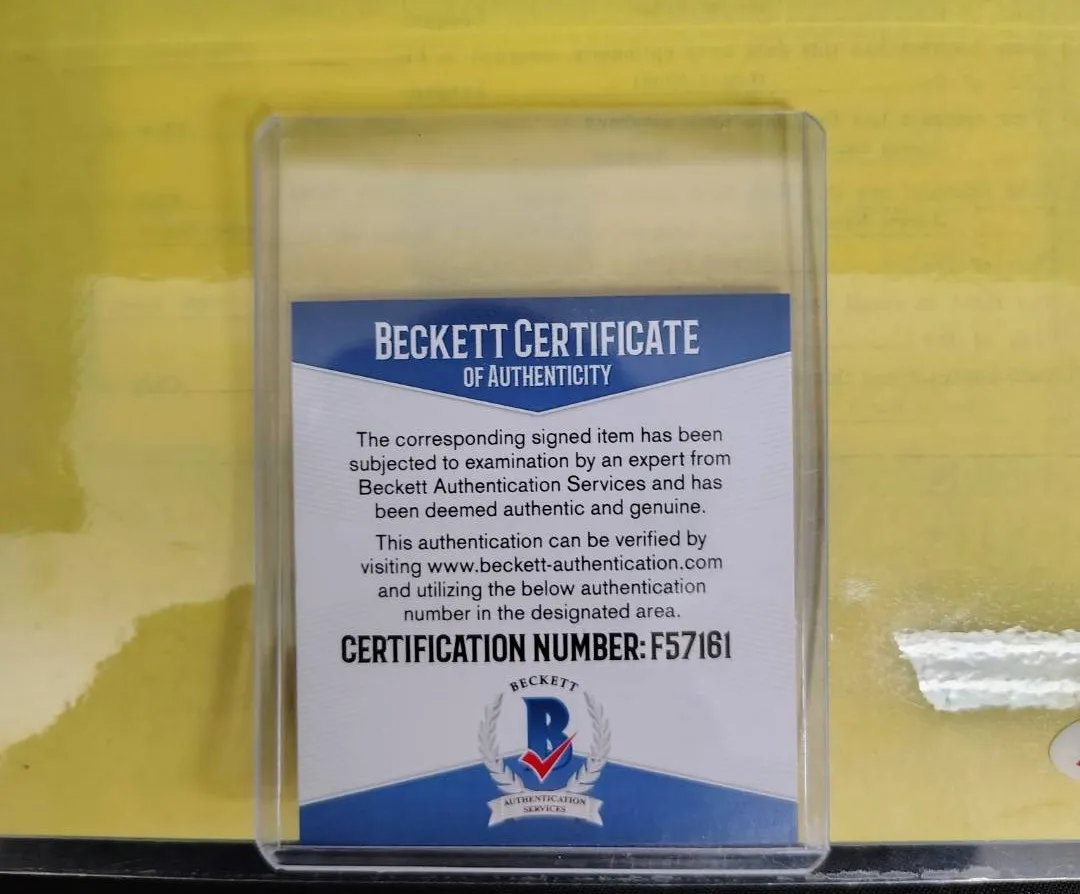 BECKETT CERTIFICATE
OF AUTHENTICITY
The corresponding signed item has been
subjected to examination by an expert from
Beckett Authentication Services and has
been deemed authentic and genuine.
This authentication can be verified by
visiting www.beckett-authentication.com
and utilizing the below authentication
number in the designated area.
CERTIFICATION NUMBER: F57161
BECKETT
B
AUTHENTICATION
SERVICES